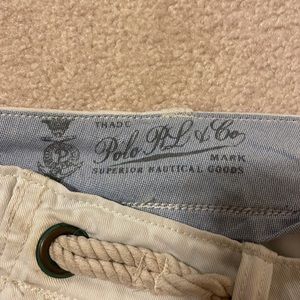 TRADE
Polo RL & Co.
MARK
SUPERIOR NAUTICAL GOODS
P